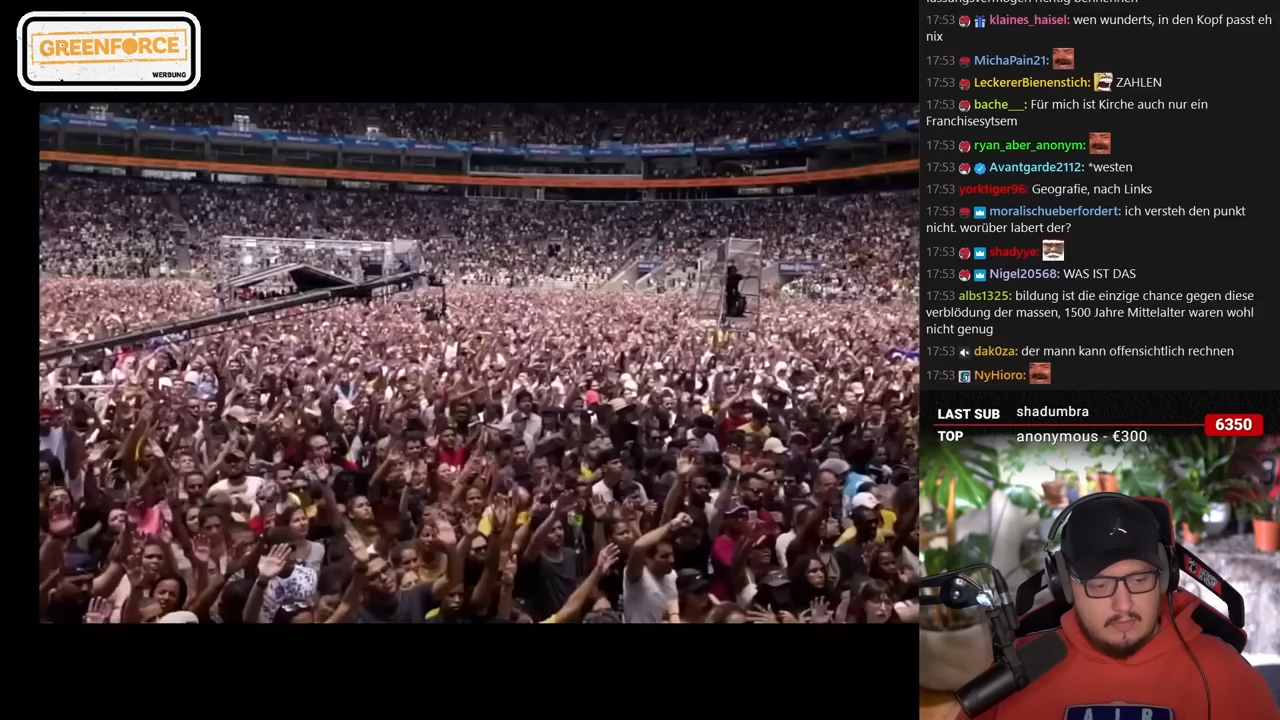 GREENFORCE
WERBUNG
17:53 klaines_haisel: wen wunderts, in den Kopf passt eh
nix
17:53 MichaPain21:
17:53 LeckererBienenstich: ZAHLEN
17:53 bache___: Für mich ist Kirche auch nur ein
Franchisesytsem
17:53 ryan_aber_anonym:
17:53 Avantgarde2112: *westen
17:53 yorktiger96: Geografie, nach Links
17:53 moralischueberfordert: ich versteh den punkt
nicht. worüber labert der?
17:53 shadyye:
17:53 Nigel20568: WAS IST DAS
17:53 albs1325: bildung ist die einzige chance gegen diese
verblödung der massen, 1500 Jahre Mittelalter waren wohl
nicht genug
17:53 dak0za: der mann kann offensichtlich rechnen
17:53 NyHioro:
LAST SUB shadumbra
6350
TOP anonymous - €300